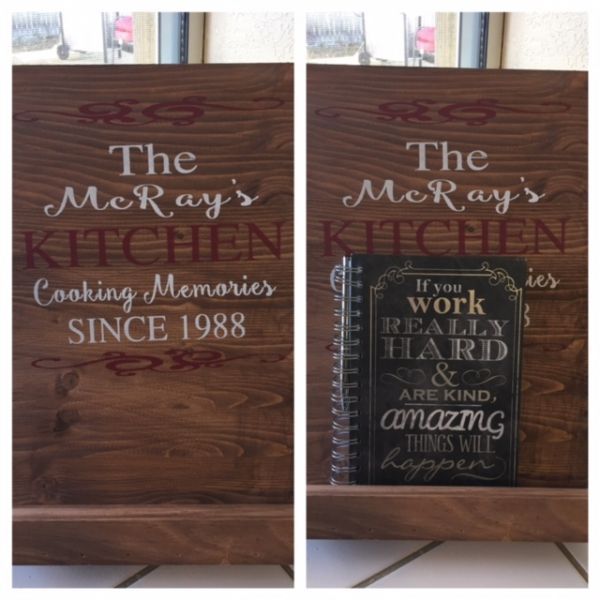 The
McRay's
KITCHEN
Cooking Memories
SINCE 1988
The
McRay's
KITCHEN
ies
8
If you
work
REALLY
HARD
&
ARE KIND,
amazing
THINGS WILL
happen